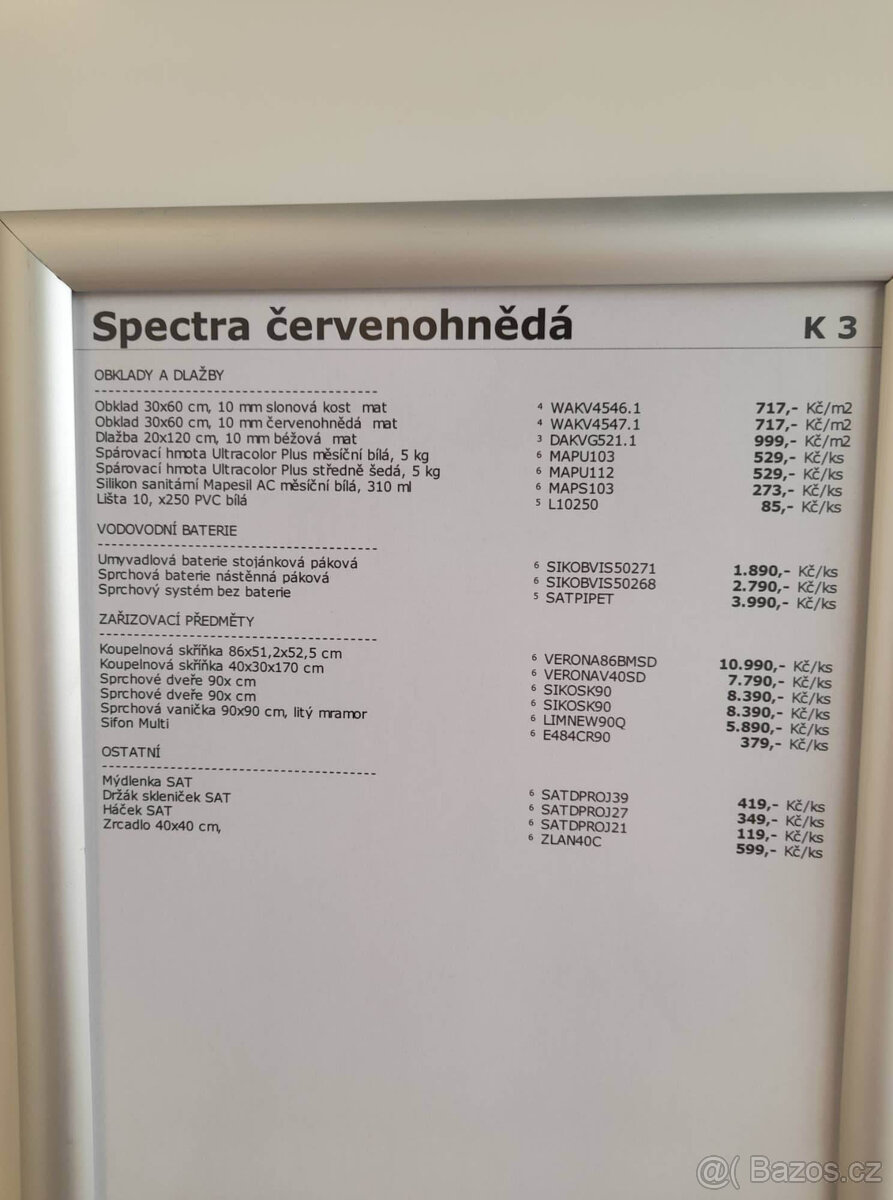 Spectra červenohnědá K 3
OBKLADY A DLAŽBY
Obklad 30x60 cm, 10 mm slonová kost mat 4 WAKV4546.1 717,- Kč/m2
Obklad 30x60 cm, 10 mm červenohnědá mat 4 WAKV4547.1 717,- Kč/m2
Dlažba 20x120 cm, 10 mm béžová mat 3 DAKVG521.1 999,- Kč/m2
Spárovací hmota Ultracolor Plus měsíční bílá, 5 kg 6 MAPU103 529,- Kč/ks
Spárovací hmota Ultracolor Plus středně šedá, 5 kg 6 MAPU112 529,- Kč/ks
Silikon sanitární Mapesil AC měsíční bílá, 310 ml 6 MAPS103 273,- Kč/ks
Lišta 10, x250 PVC bílá 5 L10250 85,- Kč/ks
VODOVODNÍ BATERIE
Umyvadlová baterie stojánková páková 6 SIKOBVIS50271 1.890,- Kč/ks
Sprchová baterie nástěnná páková 6 SIKOBVIS50268 2.790,- Kč/ks
Sprchový systém bez baterie 5 SATPIPET 3.990,- Kč/ks
ZAŘIZOVACÍ PŘEDMĚTY
Koupelnová skříňka 86x51,2x52,5 cm 6 VERONA86BMSD 10.990,- Kč/ks
Koupelnová skříňka 40x30x170 cm 6 VERONAV40SD 7.790,- Kč/ks
Sprchové dveře 90x cm 6 SIKOSK90 8.390,- Kč/ks
Sprchové dveře 90x cm 6 SIKOSK90 8.390,- Kč/ks
Sprchová vanička 90x90 cm, litý mramor 6 LIMNEW90Q 5.890,- Kč/ks
Sifon Multi 6 E484CR90 379,- Kč/ks
OSTATNÍ
Mýdlenka SAT 6 SATDPROJ39 419,- Kč/ks
Držák skleniček SAT 6 SATDPROJ27 349,- Kč/ks
Háček SAT 6 SATDPROJ21 119,- Kč/ks
Zrcadlo 40x40 cm, 6 ZLAN40C 599,- Kč/ks
@( Bazos.cz